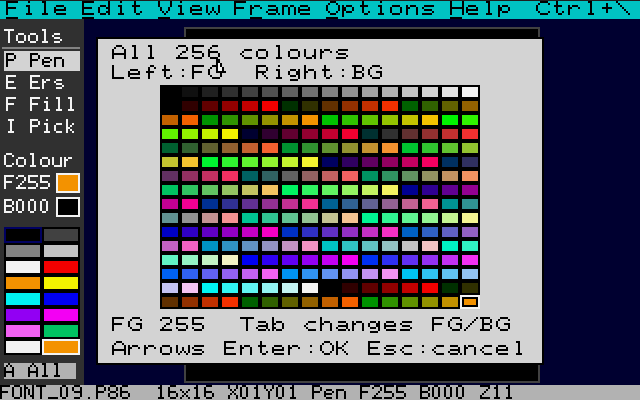 File Edit View Frame Options Help Ctrl+\
Tools
P Pen
E Ers
F Fill
I Pick
Colour
F255
B000
A All
All 256 colours
Left:FG Right:BG
FG 255 Tab changes FG/BG
Arrows Enter:OK Esc:cancel
FONT_09.P86 16x16 X01Y01 Pen F255 B000 Z11